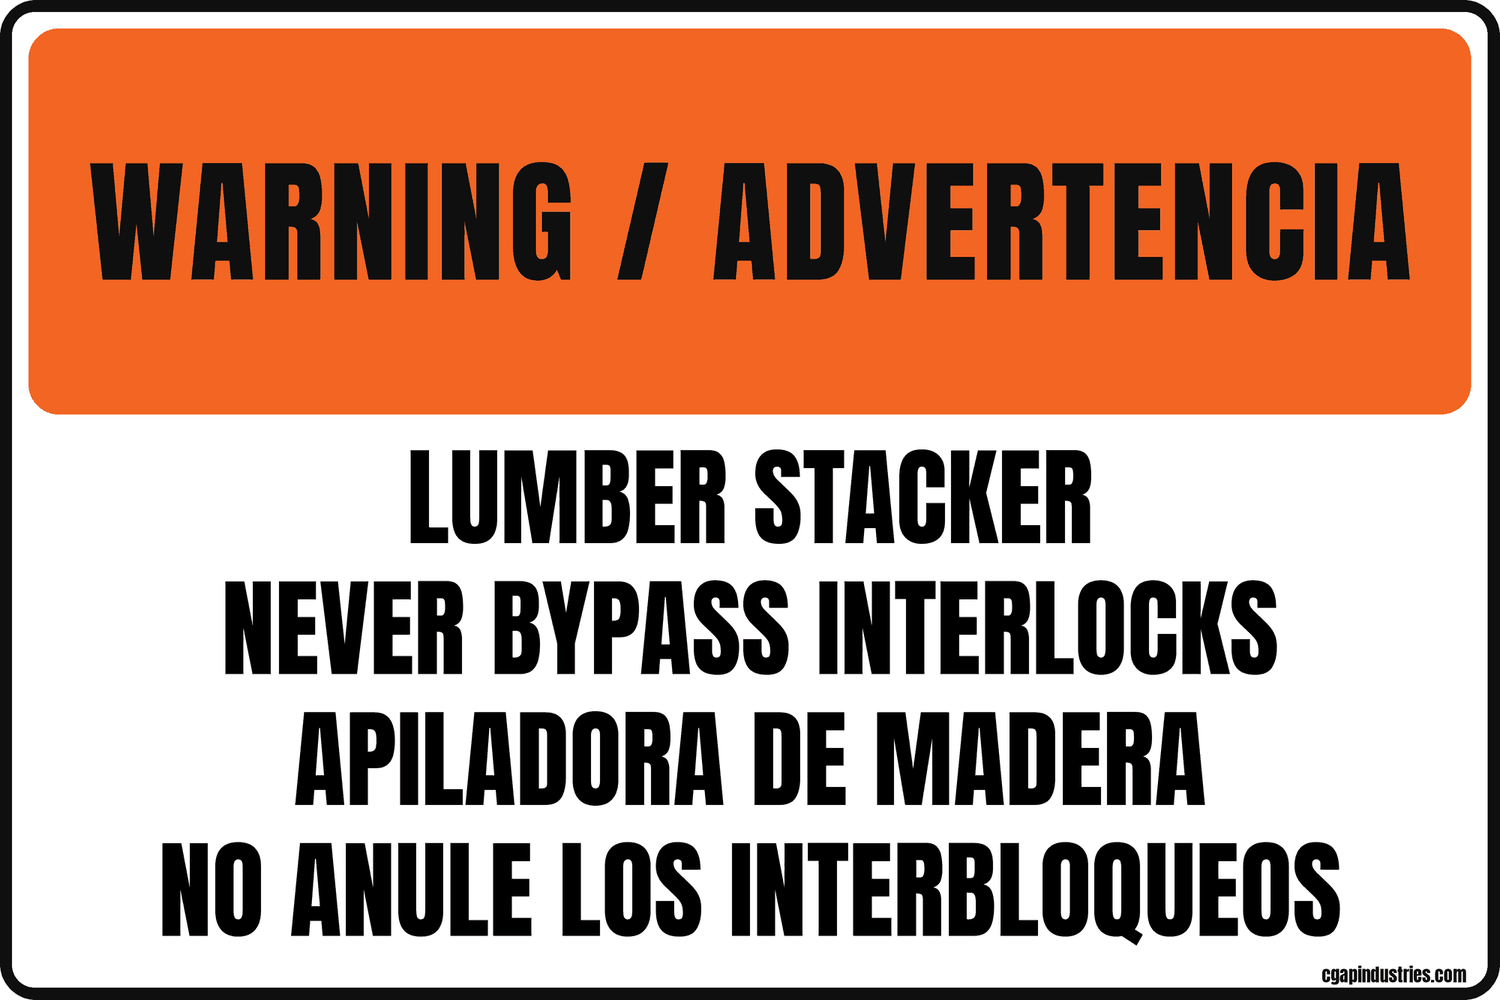 WARNING / ADVERTENCIA
LUMBER STACKER
NEVER BYPASS INTERLOCKS
APILADORA DE MADERA
NO ANULE LOS INTERBLOQUEOS
cgapindustries.com